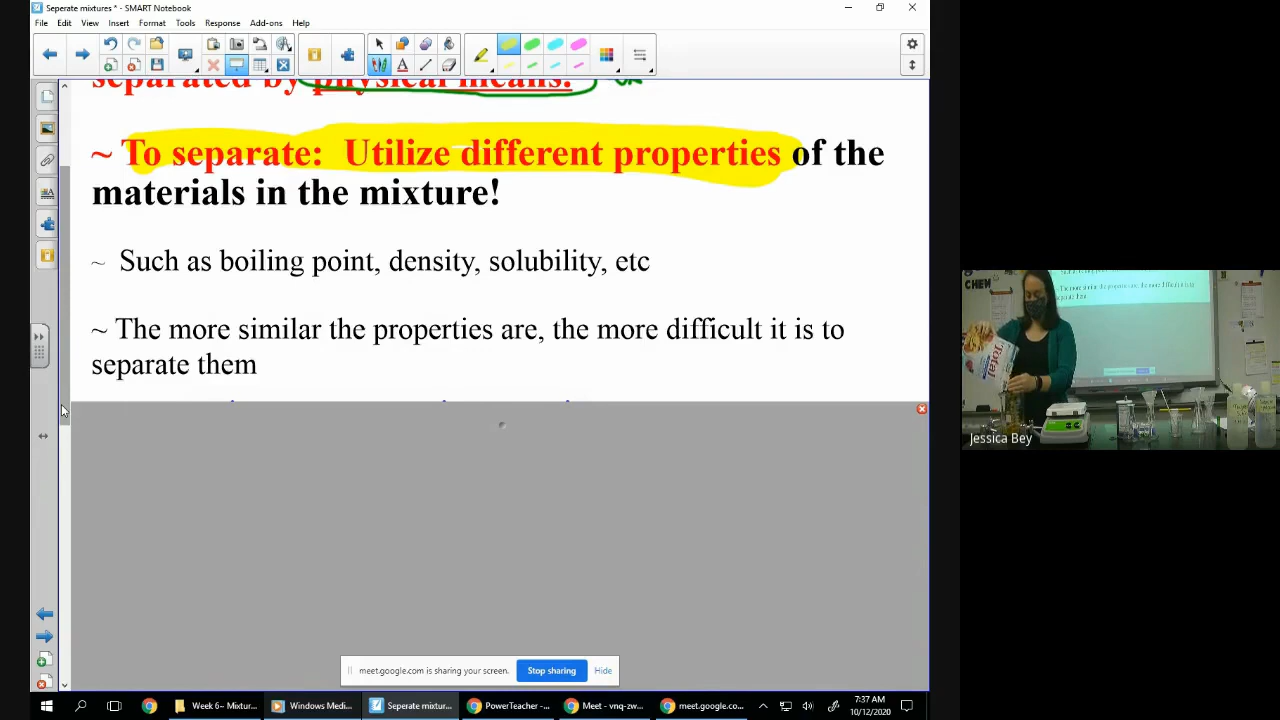 Seperate mixtures * - SMART Notebook
File Edit View Insert Format Tools Response Add-ons Help
separated by physical means.
~ To separate: Utilize different properties of the
materials in the mixture!
~ Such as boiling point, density, solubility, etc
~ The more similar the properties are, the more difficult it is to
separate them
CHEM
Total
Jessica Bey
meet.google.com is sharing your screen. Stop sharing Hide
Week 6~ Mixtur... Windows Medi... Seperate mixtur... PowerTeacher -... Meet - vnq-zw... meet.google.co...
7:37 AM
10/12/2020